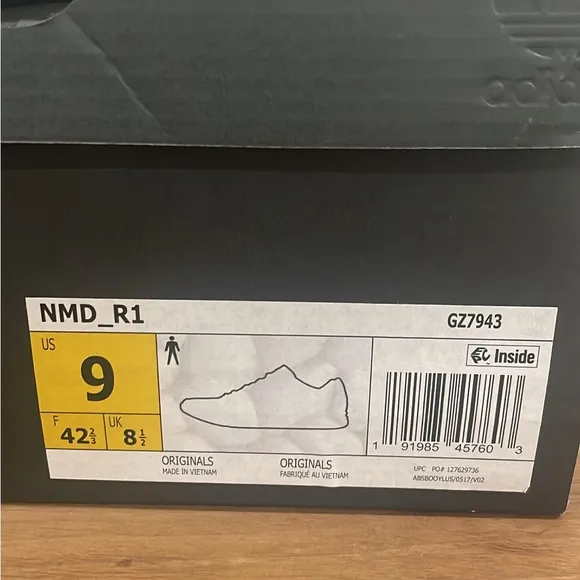 adidas
NMD_R1
GZ7943
US
9
F
42⅔
UK
8½
Inside
1 91985 45760 3
ORIGINALS
MADE IN VIETNAM
ORIGINALS
FABRIQUÉ AU VIETNAM
UPC PO# 127629736
ABSBOOYLUS/0517/V02